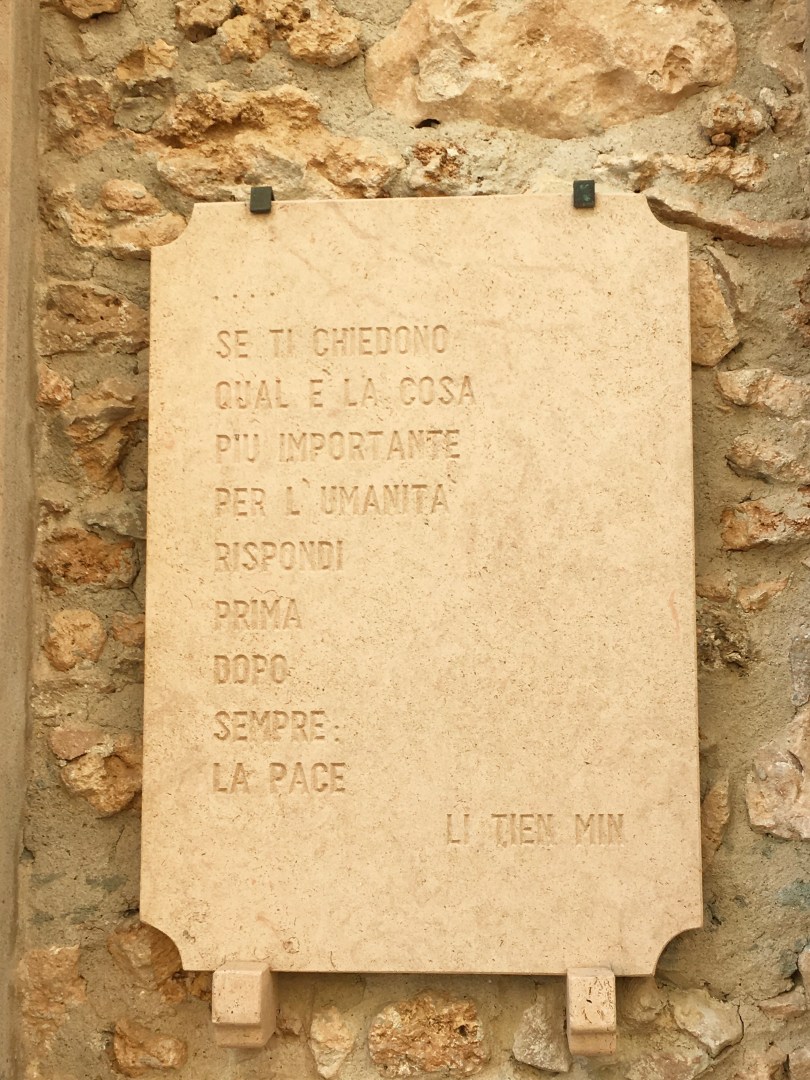 ....
SE TI CHIEDONO
QUAL E LA COSA
PIU IMPORTANTE
PER L'UMANITA'
RISPONDI
PRIMA
DOPO
SEMPRE:
LA PACE
LI TIEN MIN